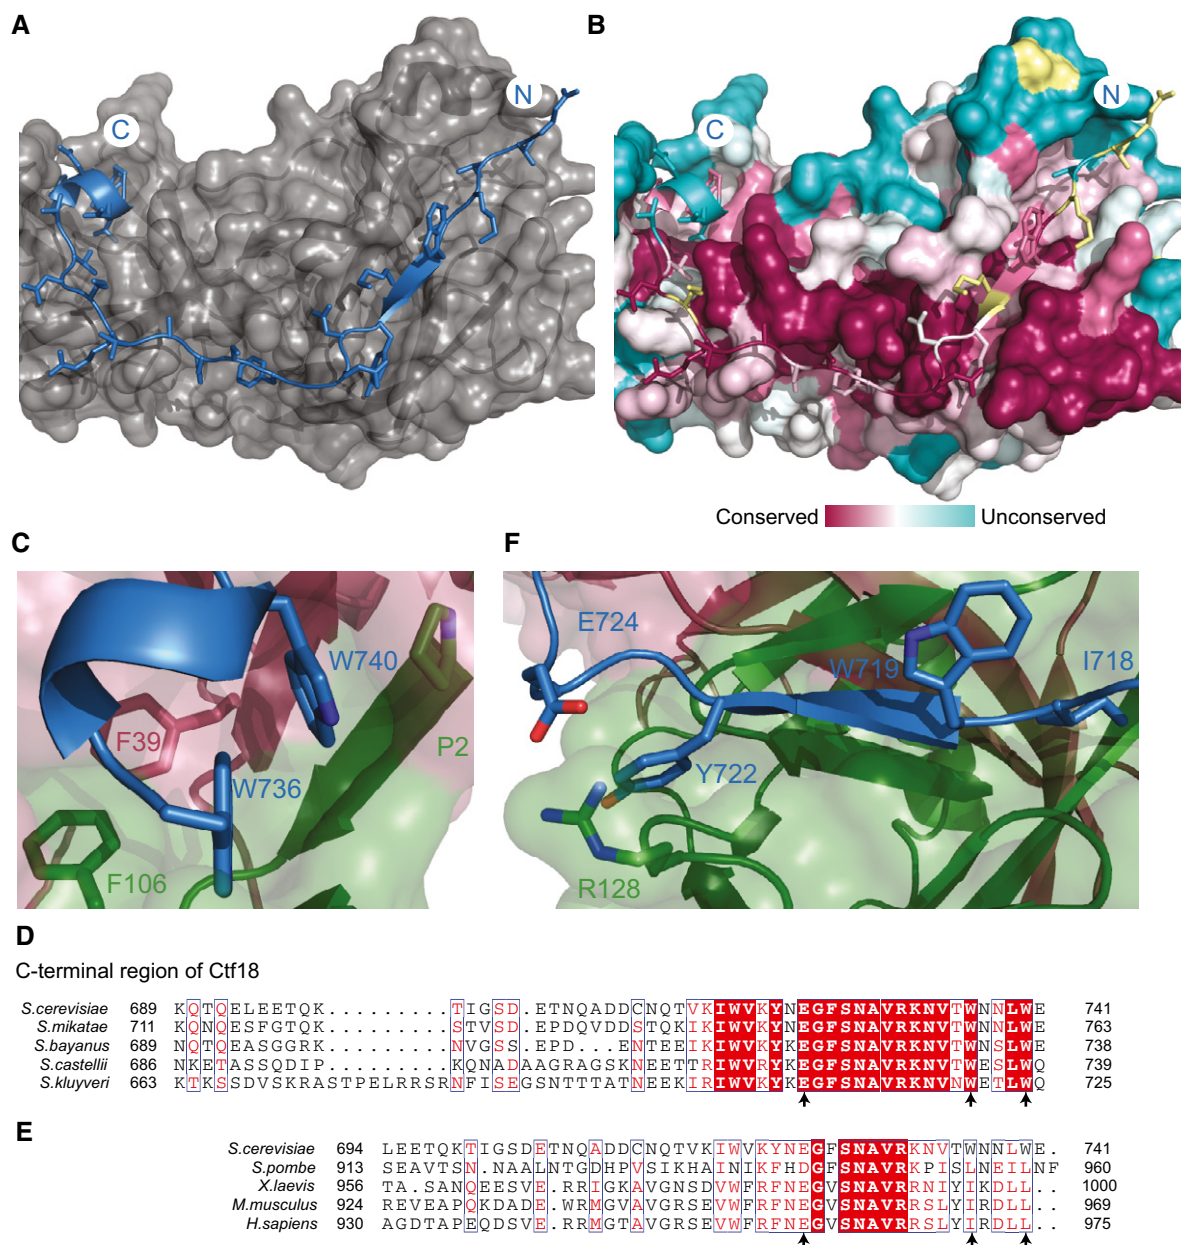 A
B
C
N
C
N
Conserved
Unconserved
C
F
W740
F39
P2
W736
F106
E724
W719
I718
Y722
R128
D
C-terminal region of Ctf18
S.cerevisiae 689 KQTQELEETQK.........TIGSD.ETNQADDCNQTVKIWVKYNEGFSNAVRKNVTWNNLWE 741
S.mikatae 711 KQNQESFGTQK.........STVSD.EPDQVDDSTQKIKIWVKYKEGFSNAVRKNVTWNNLWE 763
S.bayanus 689 NQTQEASGGRK.........NVGSS.EPD...ENTEEIKIWVKYKEGFSNAVRKNVTWNSLWE 738
S.castellii 686 NKETASSQDIP.........KQNADAAGRAGSKNEETTRIWVRYKEGFSNAVRKNVTWESLWE 739
S.kluyveri 663 KTKSSDVSKRASTPELRRSRNFISEGSNTTTATNEEKIRIWVKYKEGFSNAVRKNVNWETLWQ 725
E
S.cerevisiae 694 LEETQKTIGSDETNQADDCNQTVKIWVKYNEGFSNAVRKNVTWNNLWE. 741
S.pombe 913 SEAVTSN.NAALNTGDHPVSIKHAINIKFHDGFSNAVRKPISLNEILNF 960
X.laevis 956 TA.SANQEESVE.RRIGKAVGNSDVWFRFNEGVSNAVRRNIYIKDLL.. 1000
M.musculus 924 REVEAPQKDADE.WRMGVAVGRSEVWFRFNEGVSNAVRRSLYIRDLL.. 969
H.sapiens 930 AGDTAPEQDSVE.RRMGTAVGRSEVWFRFNEGVSNAVRRSLYIRDLL.. 975